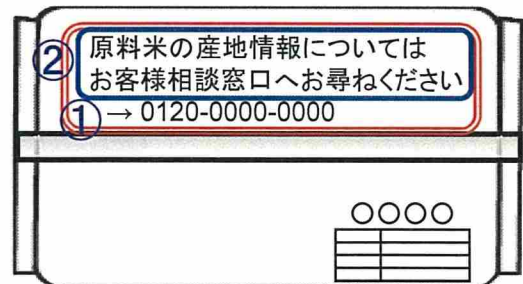 ② 原料米の産地情報については
お客様相談窓口へお尋ねください
① → 0120-0000-0000
○○○○